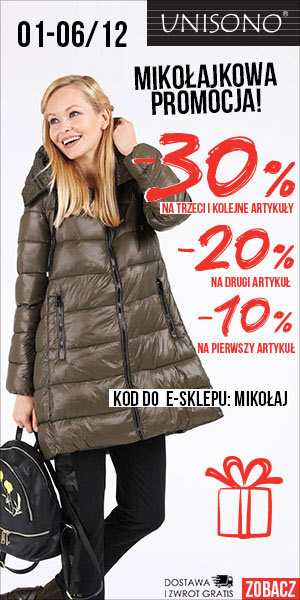 01-06/12
UNISONO®
MIKOŁAJKOWA
PROMOCJA!
-30%
NA TRZECI I KOLEJNE ARTYKUŁY
-20%
NA DRUGI ARTYKUŁ
-10%
NA PIERWSZY ARTYKUŁ
KOD DO E-SKLEPU: MIKOŁAJ
DOSTAWA
I ZWROT GRATIS
ZOBACZ